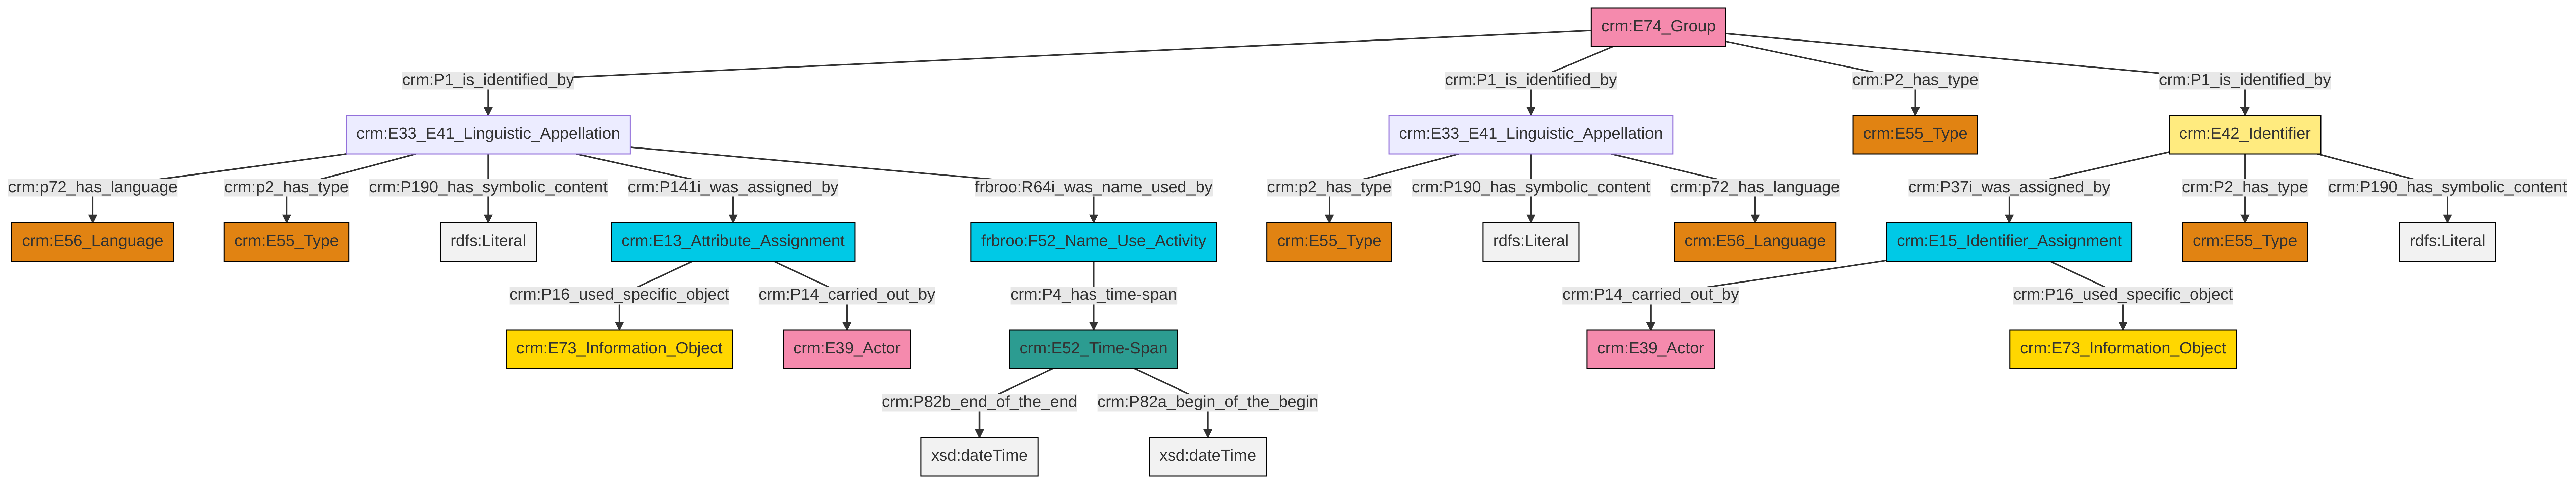 crm:E74_Group
crm:P1_is_identified_by
crm:P1_is_identified_by
crm:P2_has_type
crm:P1_is_identified_by
crm:E33_E41_Linguistic_Appellation
crm:E33_E41_Linguistic_Appellation
crm:E55_Type
crm:E42_Identifier
crm:p72_has_language
crm:p2_has_type
crm:P190_has_symbolic_content
crm:P141i_was_assigned_by
frbroo:R64i_was_name_used_by
crm:p2_has_type
crm:P190_has_symbolic_content
crm:p72_has_language
crm:P37i_was_assigned_by
crm:P2_has_type
crm:P190_has_symbolic_content
crm:E56_Language
crm:E55_Type
rdfs:Literal
crm:E13_Attribute_Assignment
frbroo:F52_Name_Use_Activity
crm:E55_Type
rdfs:Literal
crm:E56_Language
crm:E15_Identifier_Assignment
crm:E55_Type
rdfs:Literal
crm:P16_used_specific_object
crm:P14_carried_out_by
crm:P4_has_time-span
crm:P14_carried_out_by
crm:P16_used_specific_object
crm:E73_Information_Object
crm:E39_Actor
crm:E52_Time-Span
crm:E39_Actor
crm:E73_Information_Object
crm:P82b_end_of_the_end
crm:P82a_begin_of_the_begin
xsd:dateTime
xsd:dateTime